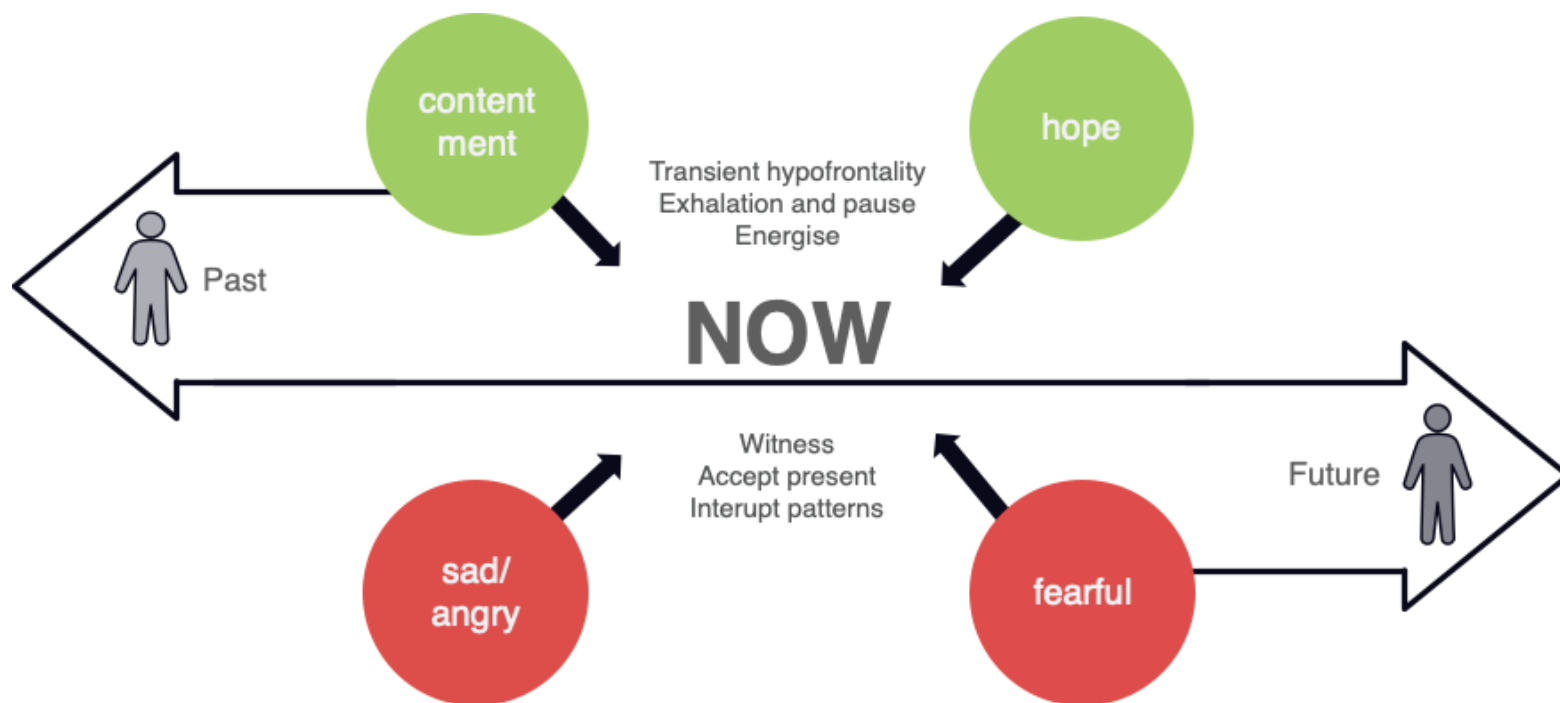 content
ment
hope
Transient hypofrontality
Exhalation and pause
Energise
Past
NOW
Witness
Accept present
Interupt patterns
Future
sad/
angry
fearful